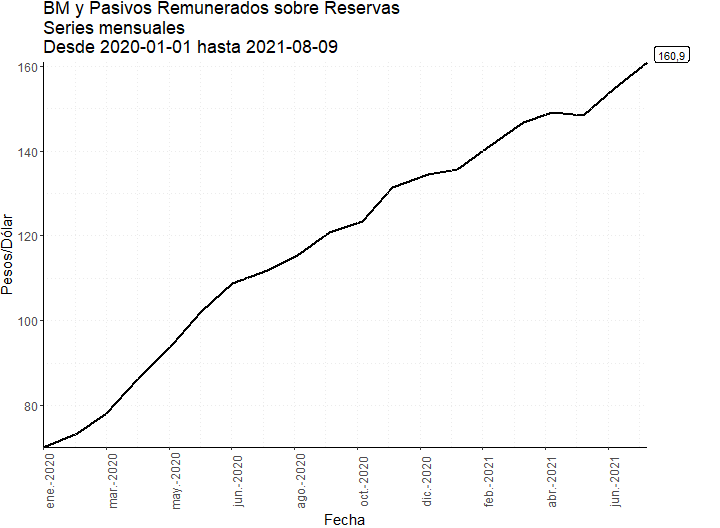 BM y Pasivos Remunerados sobre Reservas
Series mensuales
Desde 2020-01-01 hasta 2021-08-09
160,9
160
140
120
100
80
Pesos/Dólar
ene.-2020
mar.-2020
may.-2020
jun.-2020
ago.-2020
oct.-2020
dic.-2020
feb.-2021
abr.-2021
jun.-2021
Fecha